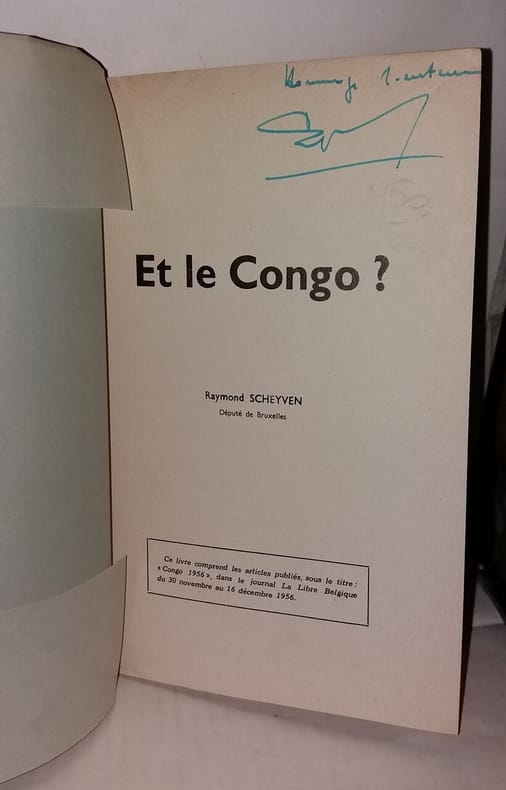 Hommage
Et le Congo ?
Raymond SCHEYVEN
Député de Bruxelles
Ce livre comprend les articles publiés, sous le titre :
« Congo 1956 », dans le journal La Libre Belgique
du 30 novembre au 16 décembre 1956.